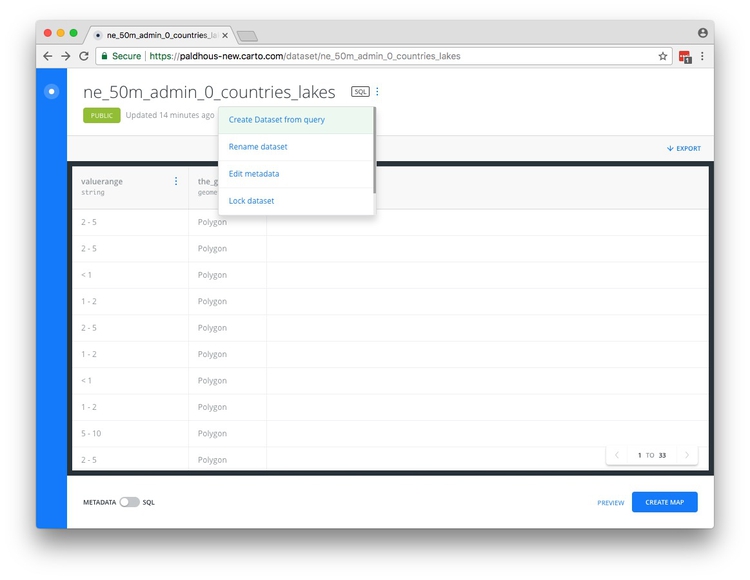 ne_50m_admin_0_countries_la
Secure https://paldhous-new.carto.com/dataset/ne_50m_admin_0_countries_lakes
1
ne_50m_admin_0_countries_lakes SQL
PUBLIC Updated 14 minutes ago
Create Dataset from query
Rename dataset
Edit metadata
Lock dataset
EXPORT
valuerange the_g
string geome
2 - 5 Polygon
2 - 5 Polygon
< 1 Polygon
1 - 2 Polygon
2 - 5 Polygon
1 - 2 Polygon
< 1 Polygon
1 - 2 Polygon
5 - 10 Polygon
2 - 5 Polygon
1 TO 33
METADATA SQL PREVIEW CREATE MAP